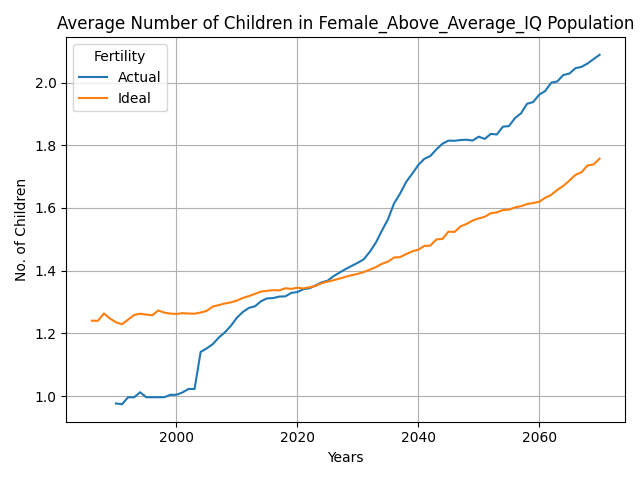 Average Number of Children in Female_Above_Average_IQ Population
Fertility
Actual
Ideal
No. of Children
2.0
1.8
1.6
1.4
1.2
1.0
2000
2020
2040
2060
Years